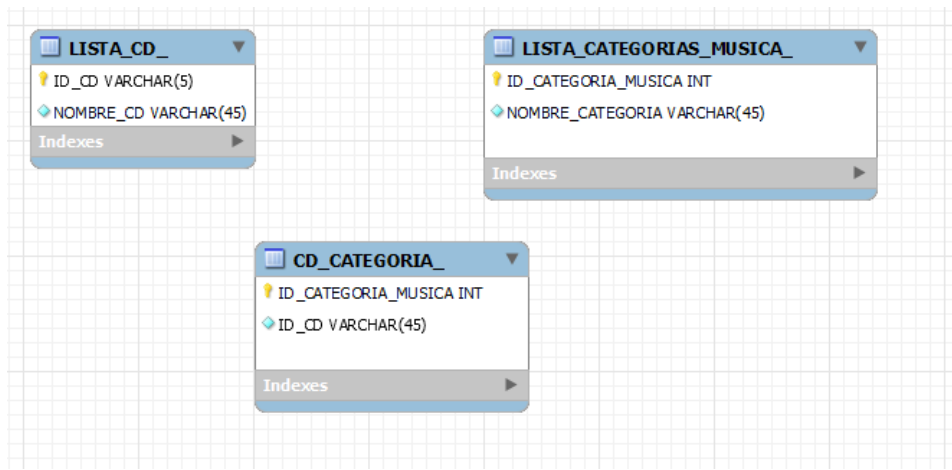 LISTA_CD_
ID_CD VARCHAR(5)
NOMBRE_CD VARCHAR(45)
Indexes
LISTA_CATEGORIAS_MUSICA_
ID_CATEGORIA_MUSICA INT
NOMBRE_CATEGORIA VARCHAR(45)
Indexes
CD_CATEGORIA_
ID_CATEGORIA_MUSICA INT
ID_CD VARCHAR(45)
Indexes